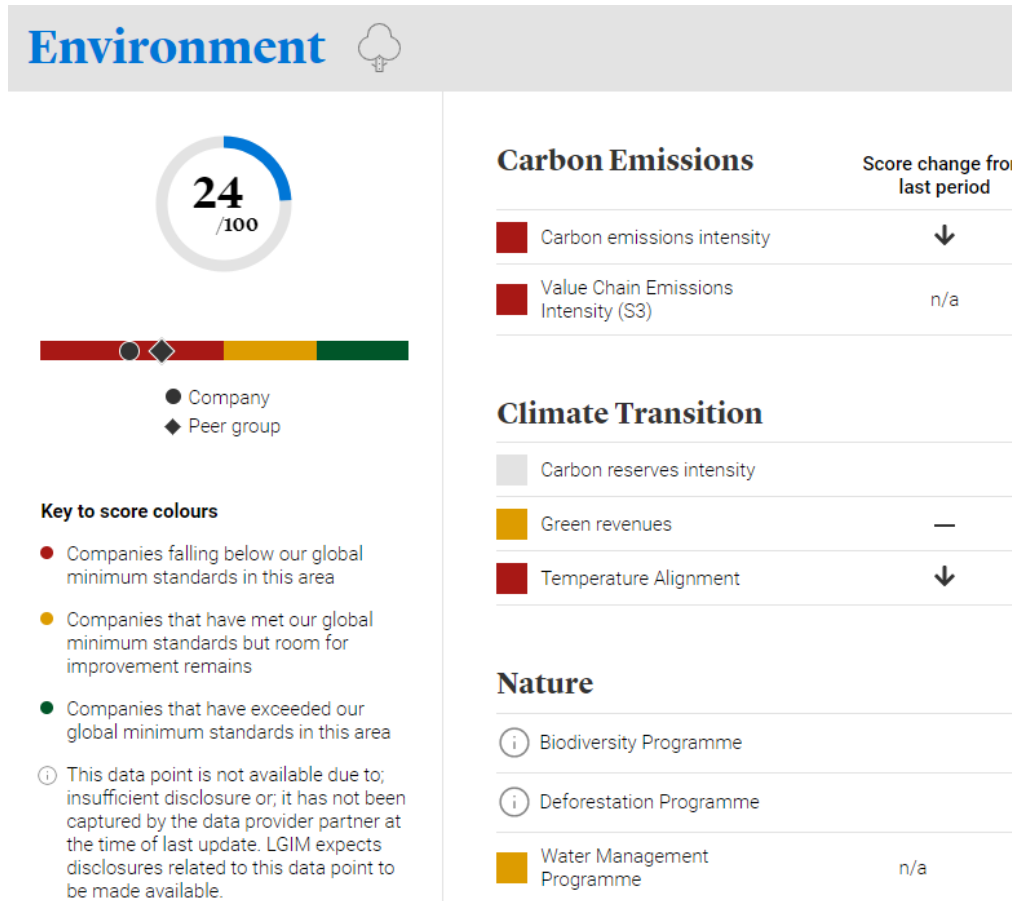 Environment
24
/100
Company
Peer group
Key to score colours
Companies falling below our global
minimum standards in this area
Companies that have met our global
minimum standards but room for
improvement remains
Companies that have exceeded our
global minimum standards in this area
This data point is not available due to;
insufficient disclosure or; it has not been
captured by the data provider partner at
the time of last update. LGIM expects
disclosures related to this data point to
be made available.
Carbon Emissions
Score change from
last period
Carbon emissions intensity
Value Chain Emissions
Intensity (S3)
n/a
Climate Transition
Carbon reserves intensity
Green revenues
Temperature Alignment
Nature
Biodiversity Programme
Deforestation Programme
Water Management
Programme
n/a